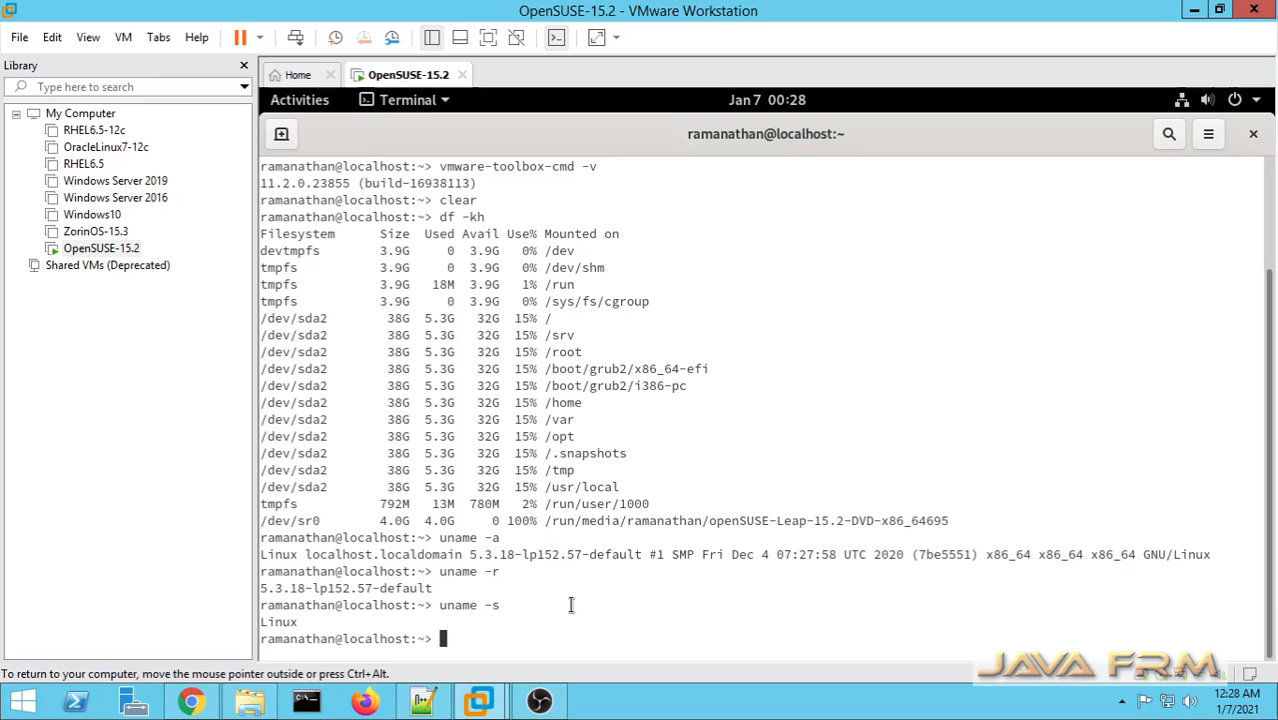 OpenSUSE-15.2 - VMware Workstation
File Edit View VM Tabs Help
Library
Type here to search
My Computer
RHEL6.5-12c
OracleLinux7-12c
RHEL6.5
Windows Server 2019
Windows Server 2016
Windows10
ZorinOS-15.3
OpenSUSE-15.2
Shared VMs (Deprecated)
Home OpenSUSE-15.2
Activities Terminal Jan 7 00:28
ramanathan@localhost:~
ramanathan@localhost:~> vmware-toolbox-cmd -v
11.2.0.23855 (build-16938113)
ramanathan@localhost:~> clear
ramanathan@localhost:~> df -kh
Filesystem Size Used Avail Use% Mounted on
devtmpfs 3.9G 0 3.9G 0% /dev
tmpfs 3.9G 0 3.9G 0% /dev/shm
tmpfs 3.9G 18M 3.9G 1% /run
tmpfs 3.9G 0 3.9G 0% /sys/fs/cgroup
/dev/sda2 38G 5.3G 32G 15% /
/dev/sda2 38G 5.3G 32G 15% /srv
/dev/sda2 38G 5.3G 32G 15% /root
/dev/sda2 38G 5.3G 32G 15% /boot/grub2/x86_64-efi
/dev/sda2 38G 5.3G 32G 15% /boot/grub2/i386-pc
/dev/sda2 38G 5.3G 32G 15% /home
/dev/sda2 38G 5.3G 32G 15% /var
/dev/sda2 38G 5.3G 32G 15% /opt
/dev/sda2 38G 5.3G 32G 15% /.snapshots
/dev/sda2 38G 5.3G 32G 15% /tmp
/dev/sda2 38G 5.3G 32G 15% /usr/local
tmpfs 792M 13M 780M 2% /run/user/1000
/dev/sr0 4.0G 4.0G 0 100% /run/media/ramanathan/openSUSE-Leap-15.2-DVD-x86_64695
ramanathan@localhost:~> uname -a
Linux localhost.localdomain 5.3.18-lp152.57-default #1 SMP Fri Dec 4 07:27:58 UTC 2020 (7be5551) x86_64 x86_64 x86_64 GNU/Linux
ramanathan@localhost:~> uname -r
5.3.18-lp152.57-default
ramanathan@localhost:~> uname -s
Linux
ramanathan@localhost:~>
To return to your computer, move the mouse pointer outside or press Ctrl+Alt.
JAVA FRM
12:28 AM
1/7/2021